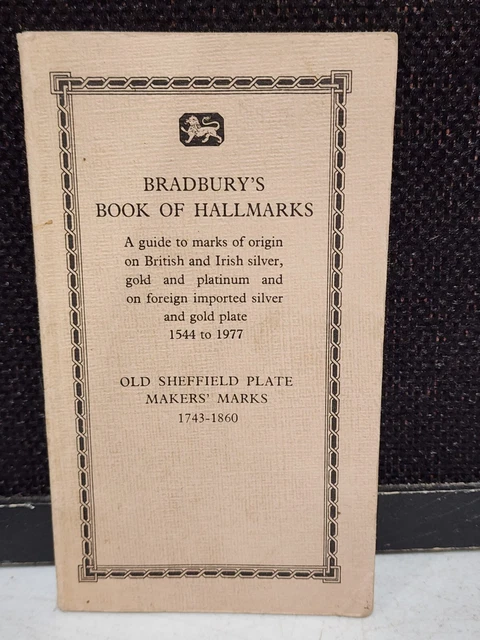 BRADBURY'S
BOOK OF HALLMARKS
A guide to marks of origin
on British and Irish silver,
gold and platinum and
on foreign imported silver
and gold plate
1544 to 1977
OLD SHEFFIELD PLATE
MAKERS' MARKS
1743-1860